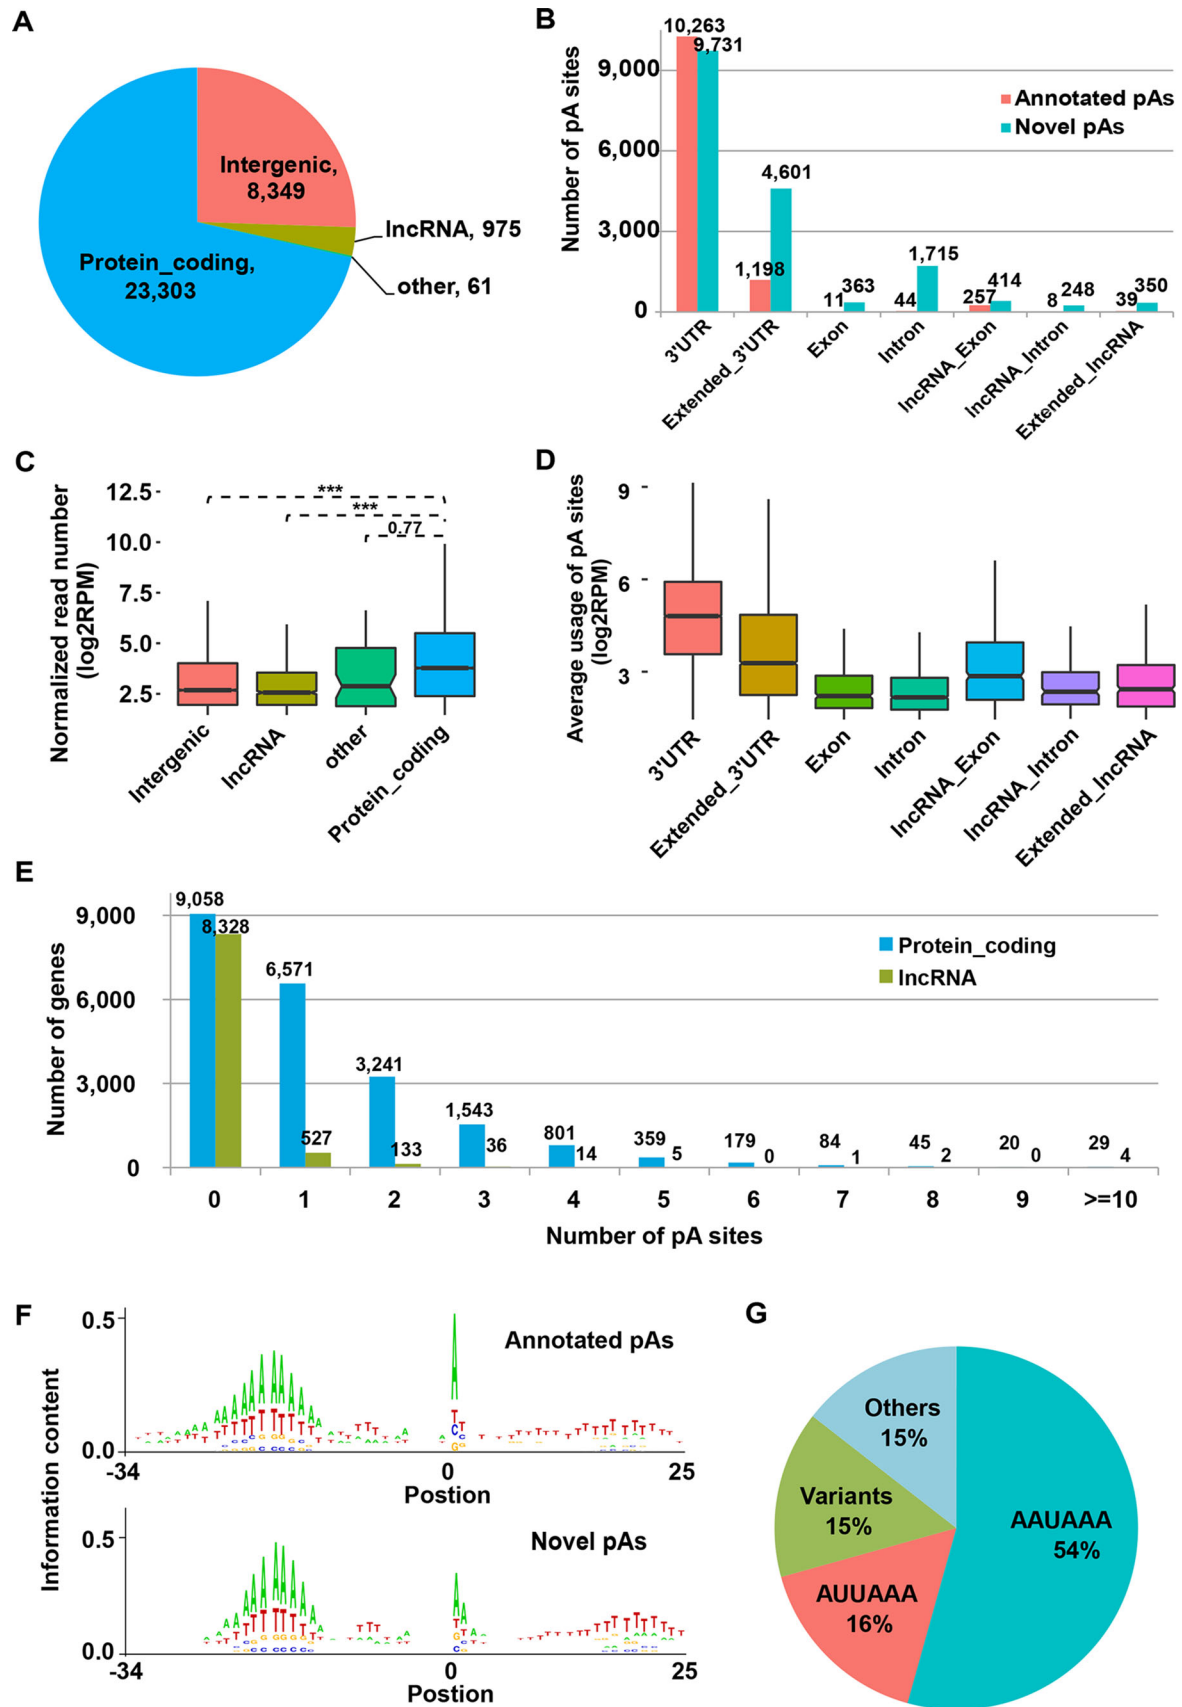 A
Intergenic,
8,349
lncRNA, 975
other, 61
Protein_coding,
23,303
B
Number of pA sites
9,000
6,000
3,000
0
10,263
9,731
1,198
4,601
11
363
44
1,715
257
414
8
248
39
350
Annotated pAs
Novel pAs
3'UTR
Extended_3'UTR
Exon
Intron
lncRNA_Exon
lncRNA_Intron
Extended_lncRNA
C
Normalized read number
(log2RPM)
12.5
10.0
7.5
5.0
2.5
***
***
0.77
Intergenic
lncRNA
other
Protein_coding
D
Average usage of pA sites
(log2RPM)
9
6
3
3'UTR
Extended_3'UTR
Exon
Intron
lncRNA_Exon
lncRNA_Intron
Extended_lncRNA
E
Number of genes
9,000
6,000
3,000
0
9,058
8,328
6,571
527
3,241
133
1,543
36
801
14
359
5
179
0
84
1
45
2
20
0
29
4
Protein_coding
lncRNA
0 1 2 3 4 5 6 7 8 9 >=10
Number of pA sites
F
Information content
0.5
0.0
Annotated pAs
-34 0 25
Postion
0.5
0.0
Novel pAs
-34 0 25
Postion
G
Others
15%
Variants
15%
AUUAAA
16%
AAUAAA
54%